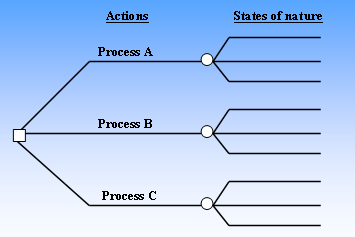 Actions States of nature
Process A
Process B
Process C